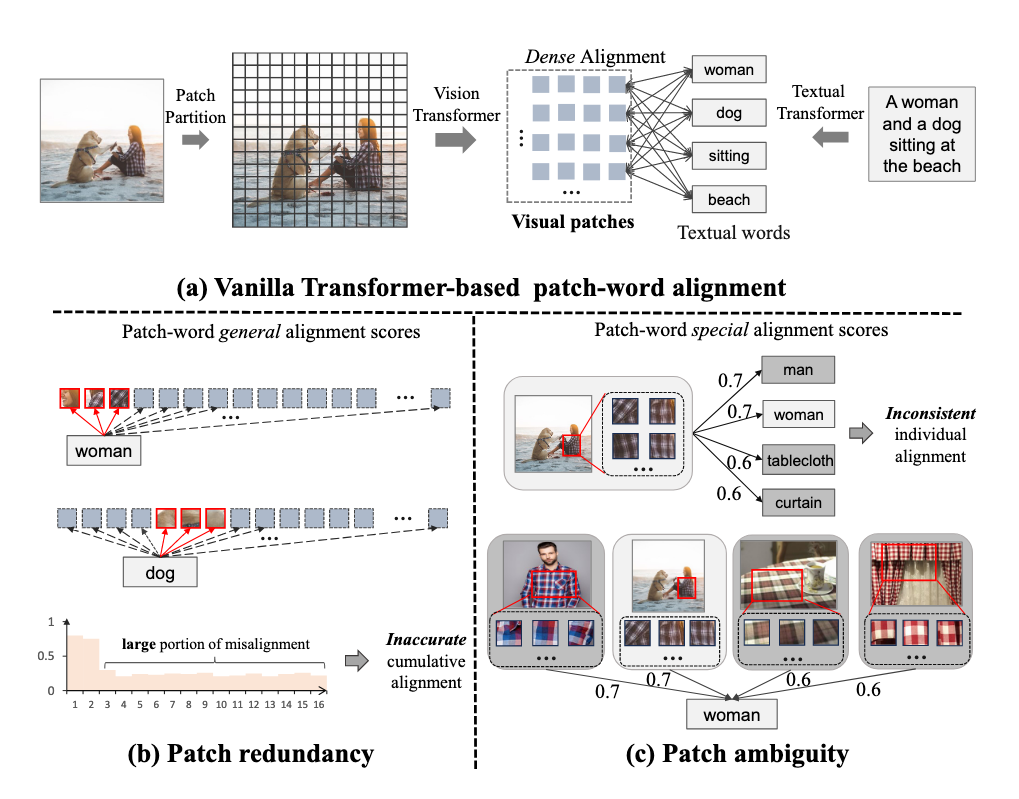 Dense Alignment
Patch
Partition
Vision
Transformer
woman
dog
sitting
beach
Textual
Transformer
A woman
and a dog
sitting at
the beach
...
...
Visual patches
Textual words
(a) Vanilla Transformer-based patch-word alignment
Patch-word general alignment scores
...
...
woman
...
...
dog
1
0.5
0
large portion of misalignment
1 2 3 4 5 6 7 8 9 10 11 12 13 14 15 16
Inaccurate
cumulative
alignment
(b) Patch redundancy
Patch-word special alignment scores
...
0.7
0.7
0.6
0.6
man
woman
tablecloth
curtain
Inconsistent
individual
alignment
...
...
...
...
0.7
0.7
0.6
0.6
woman
(c) Patch ambiguity